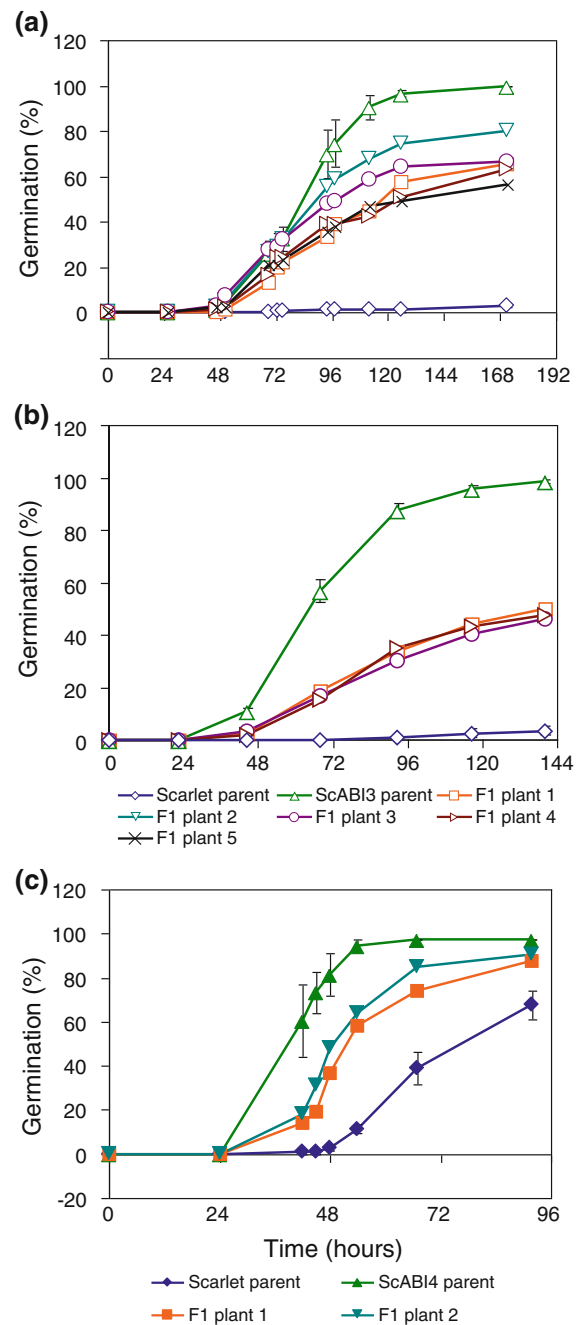 (a)
120
100
80
60
40
20
0
Germination (%)
0 24 48 72 96 120 144 168 192
(b)
120
100
80
60
40
20
0
Germination (%)
0 24 48 72 96 120 144
Scarlet parent ScABI3 parent F1 plant 1
F1 plant 2 F1 plant 3 F1 plant 4
F1 plant 5
(c)
120
100
80
60
40
20
0
-20
Germination (%)
0 24 48 72 96
Time (hours)
Scarlet parent ScABI4 parent
F1 plant 1 F1 plant 2